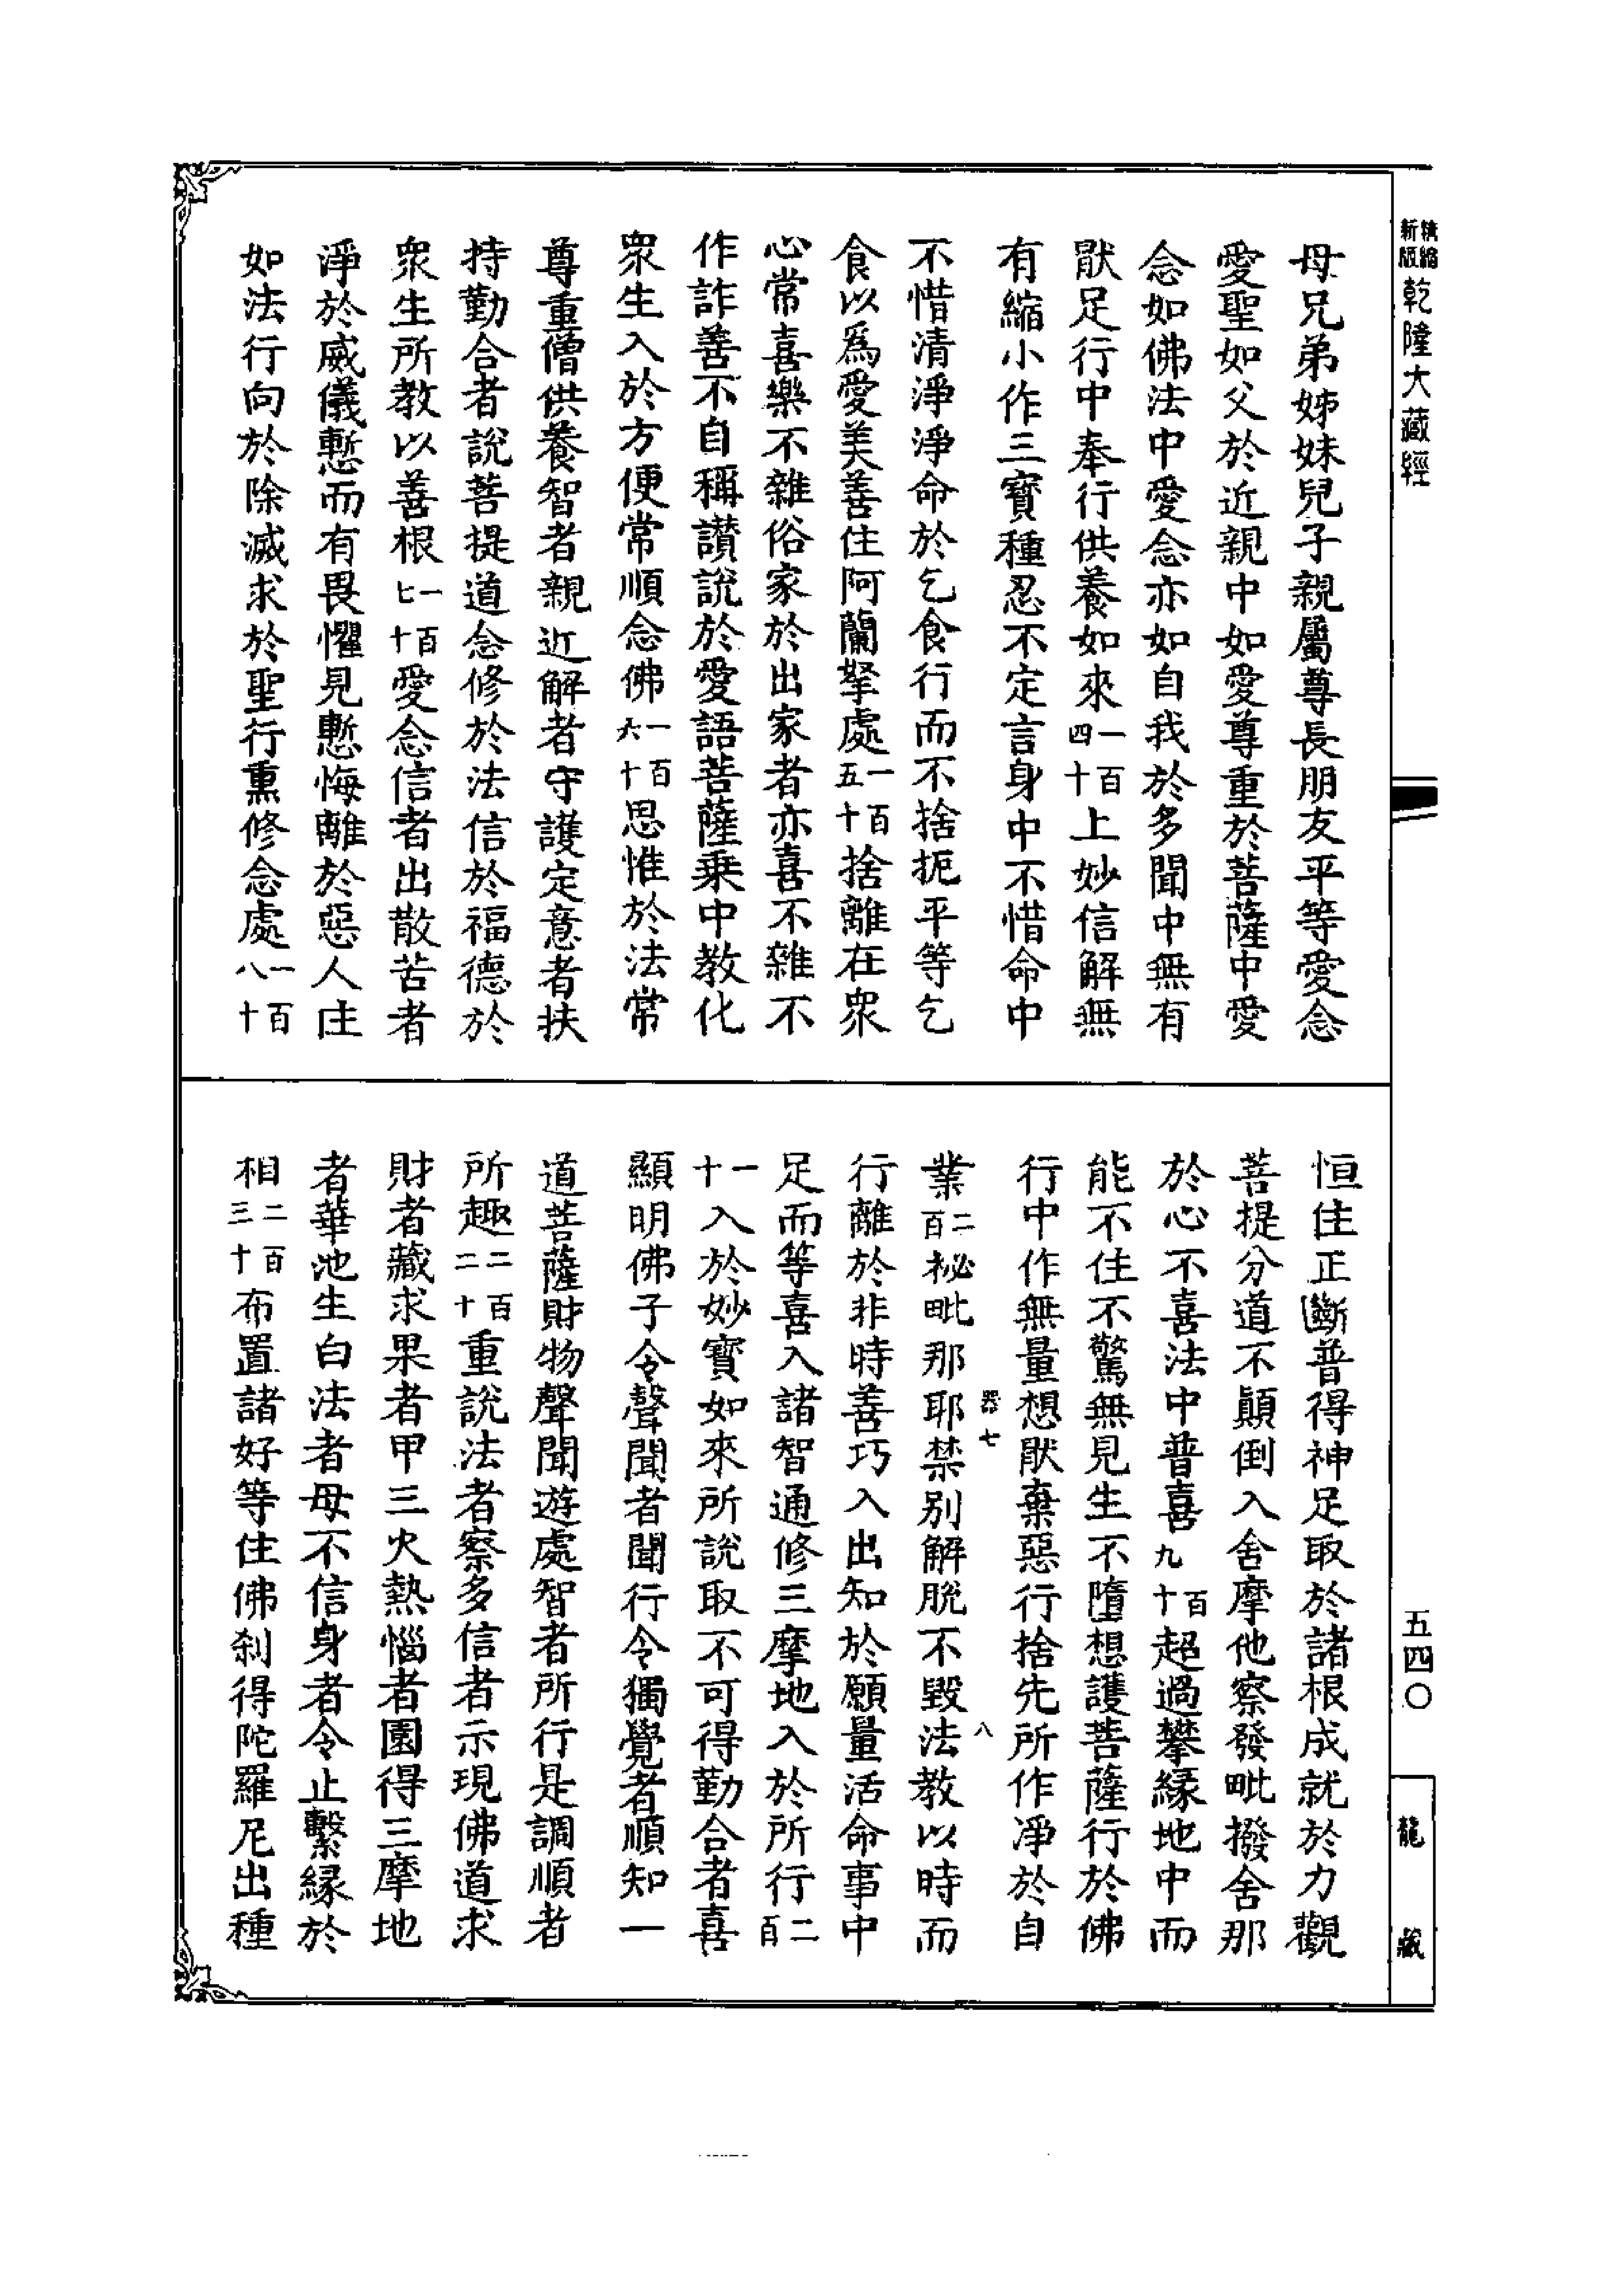 精縮新版乾隆大藏經
母兄弟姊妹兒子親屬尊長朋友平等愛念
愛聖如父於近親中如愛尊重於菩薩中愛
念如佛法中愛念亦如自我於多聞中無有
厭足行中奉行供養如來一百四十上妙信解無
有縮小作三寶種忍不定言身中不惜命中
不惜清淨淨命於乞食行而不捨扼平等乞
食以爲愛美善住阿蘭拏處一百五十捨離在衆
心常喜樂不雜俗家於出家者亦喜不雜不
作詐善不自稱讃說於愛語菩薩乗中教化
衆生入於方便常順念佛一百六十思惟於法常
尊重僧供養智者親近解者守護定意者扶
持勤合者說菩提道念修於法信於福德於
衆生所教以善根一百七十愛念信者出散苦者
淨於威儀慙而有畏懼見慙悔離於惡人住
如法行向於除滅求於聖行熏修念處一百八十
恒住正斷普得神足取於諸根成就於力觀
菩提分道不顛倒入舍摩他察發毗撥舍那
於心不喜法中普喜百九十超過攀緣地中而
能不住不驚無見生不墮想護菩薩行於佛
行中作無量想厭棄惡行捨先所作淨於自
器七
八
業二百祕毗那耶禁別解脫不毀法教以時而
行離於非時善巧入出知於願量活命事中
足而等喜入諸智通修三摩地入於所行二百
一十入於妙寶如來所說取不可得勤合者喜
顯明佛子令聲聞者聞行令獨覺者順知一
道菩薩財物聲聞遊處智者所行是調順者
所趣二百二十重說法者察多信者示現佛道求
財者藏求果者甲三火熱惱者園得三摩地
者華池生白法者母不信身者令止繫緣於
相二百三十布置諸好等住佛刹得陀羅尼出種
五四〇
龍藏